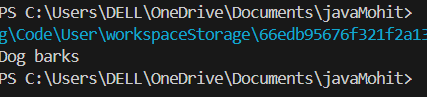 PS C:\Users\DELL\OneDrive\Documents\javaMohit>
g\Code\User\workspaceStorage\66edb95676f321f2a13
Dog barks
PS C:\Users\DELL\OneDrive\Documents\javaMohit>